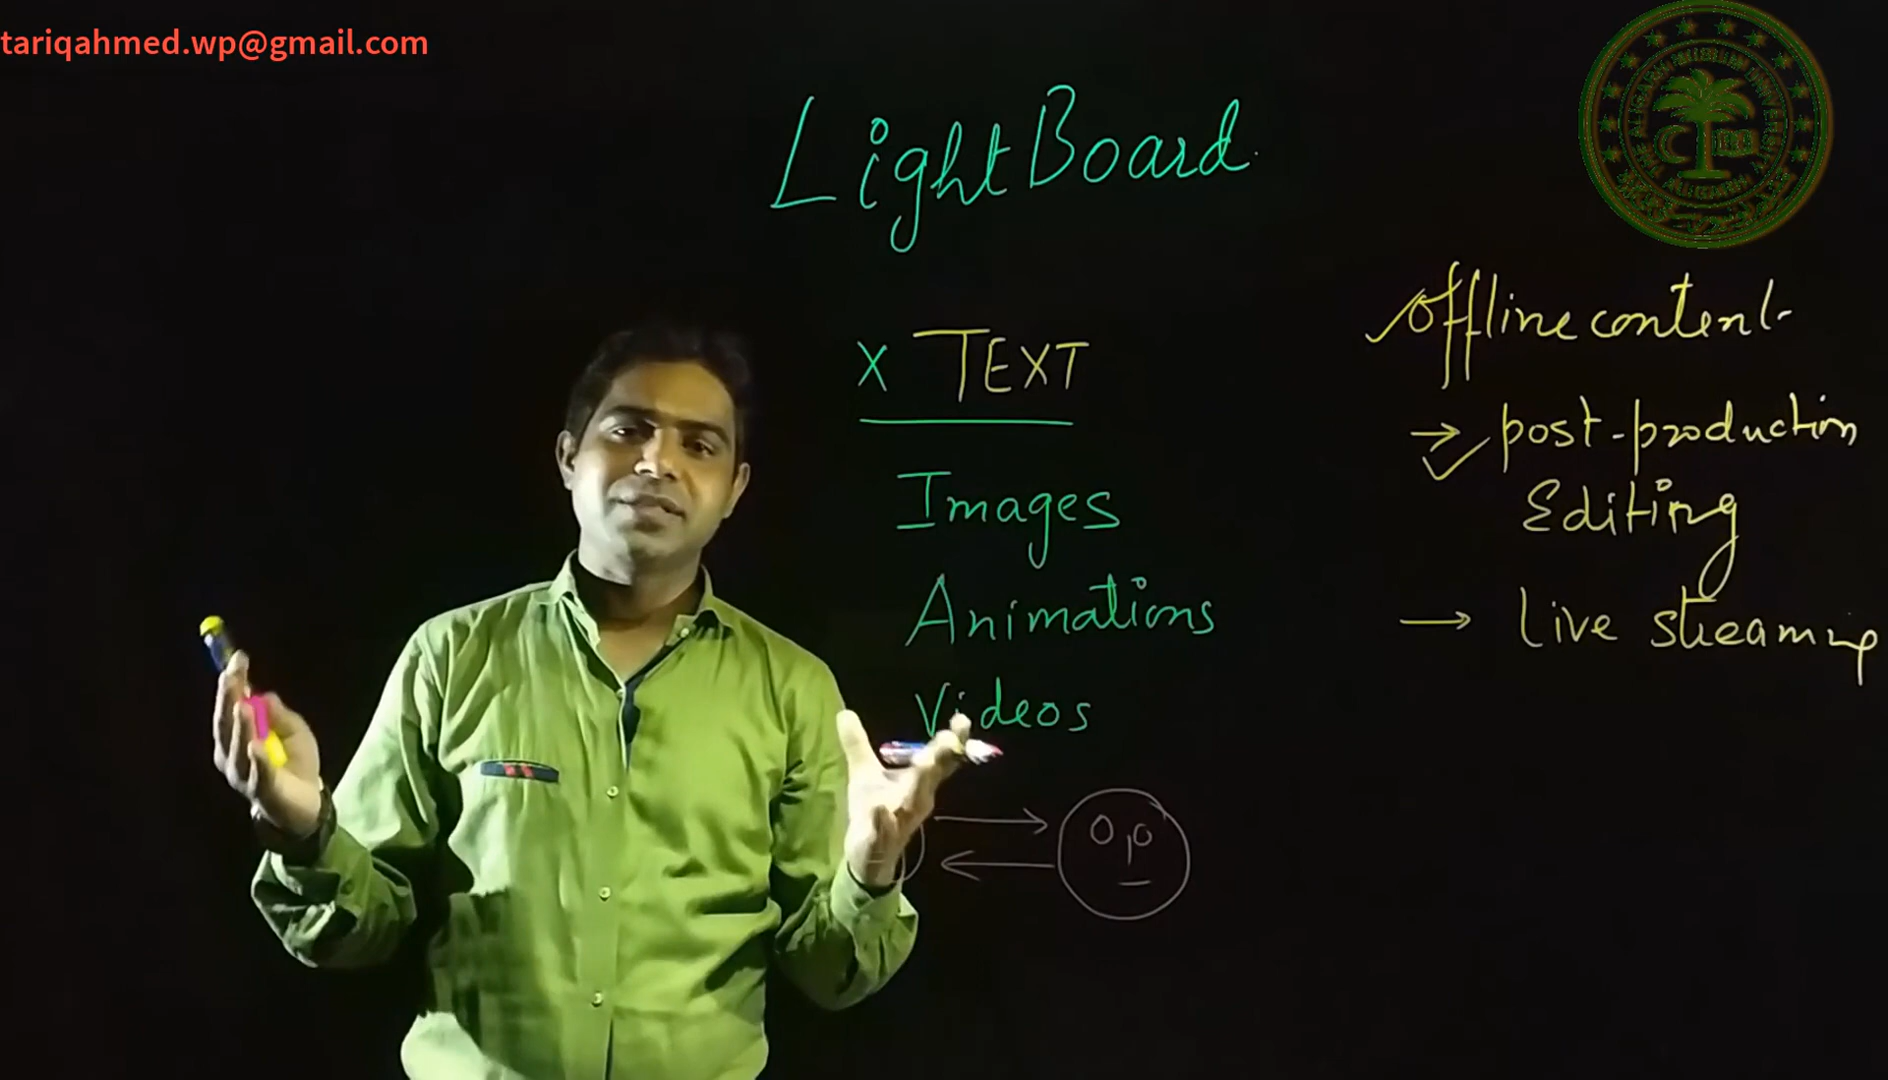 tariqahmed.wp@gmail.com
LightBoard
x TEXT
Images
Animations
Videos
Offline content
→ post-production
Editing
→ live streaming